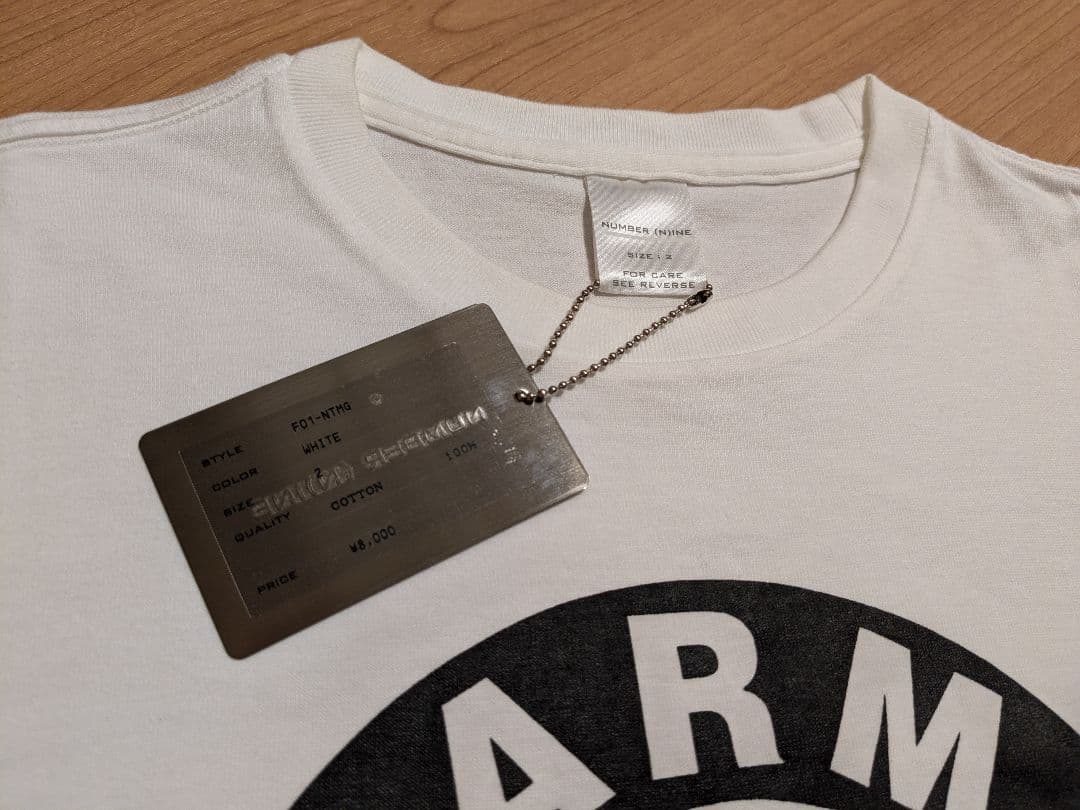 NUMBER (N)INE
SIZE : 2
FOR CARE
SEE REVERSE
STYLE F01-NTMG
COLOR WHITE
SIZE 2
QUALITY COTTON 100%
PRICE ¥8,000
ARM